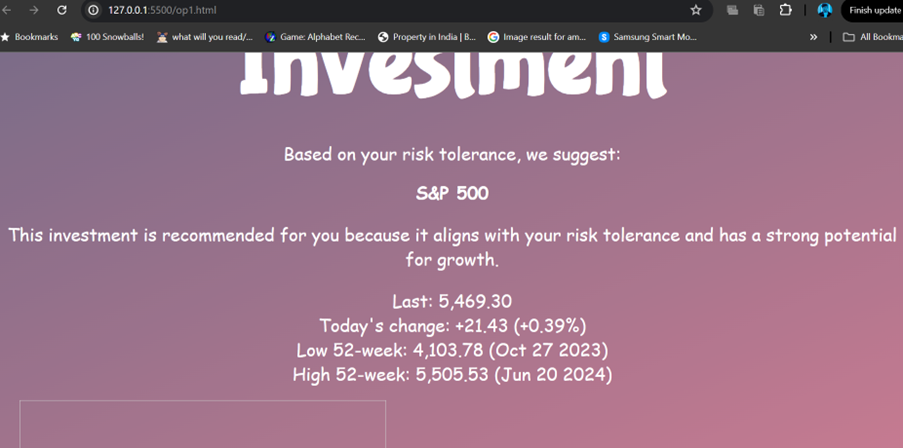 127.0.0.1:5500/op1.html
Finish update
Bookmarks
100 Snowballs!
what will you read/...
Game: Alphabet Rec...
Property in India | B...
Image result for am...
Samsung Smart Mo...
»
All Bookma
Investment
Based on your risk tolerance, we suggest:
S&P 500
This investment is recommended for you because it aligns with your risk tolerance and has a strong potential
for growth.
Last: 5,469.30
Today's change: +21.43 (+0.39%)
Low 52-week: 4,103.78 (Oct 27 2023)
High 52-week: 5,505.53 (Jun 20 2024)